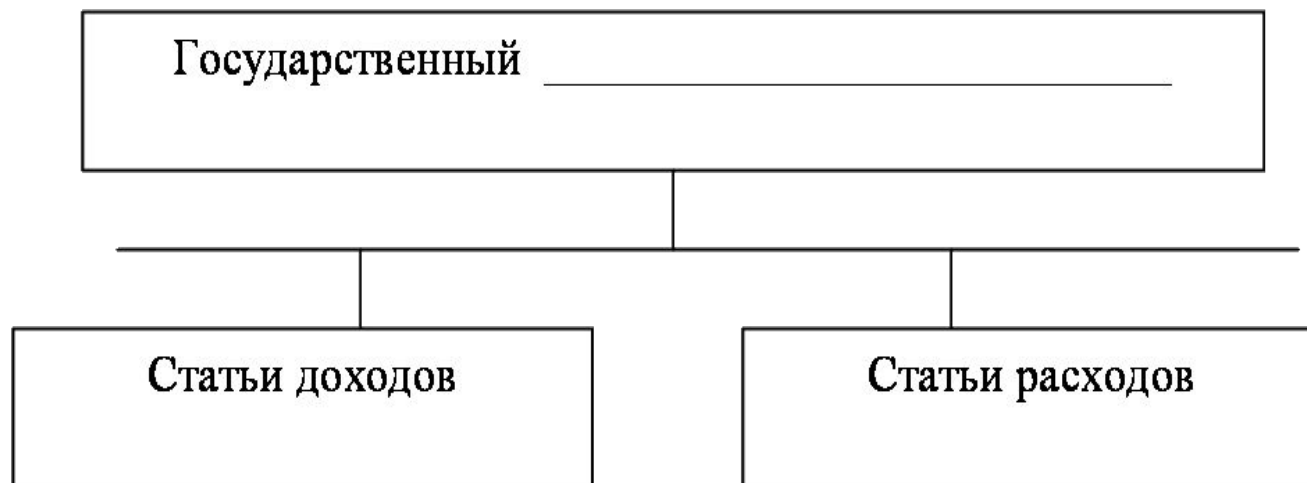 Государственный
Статьи доходов
Статьи расходов